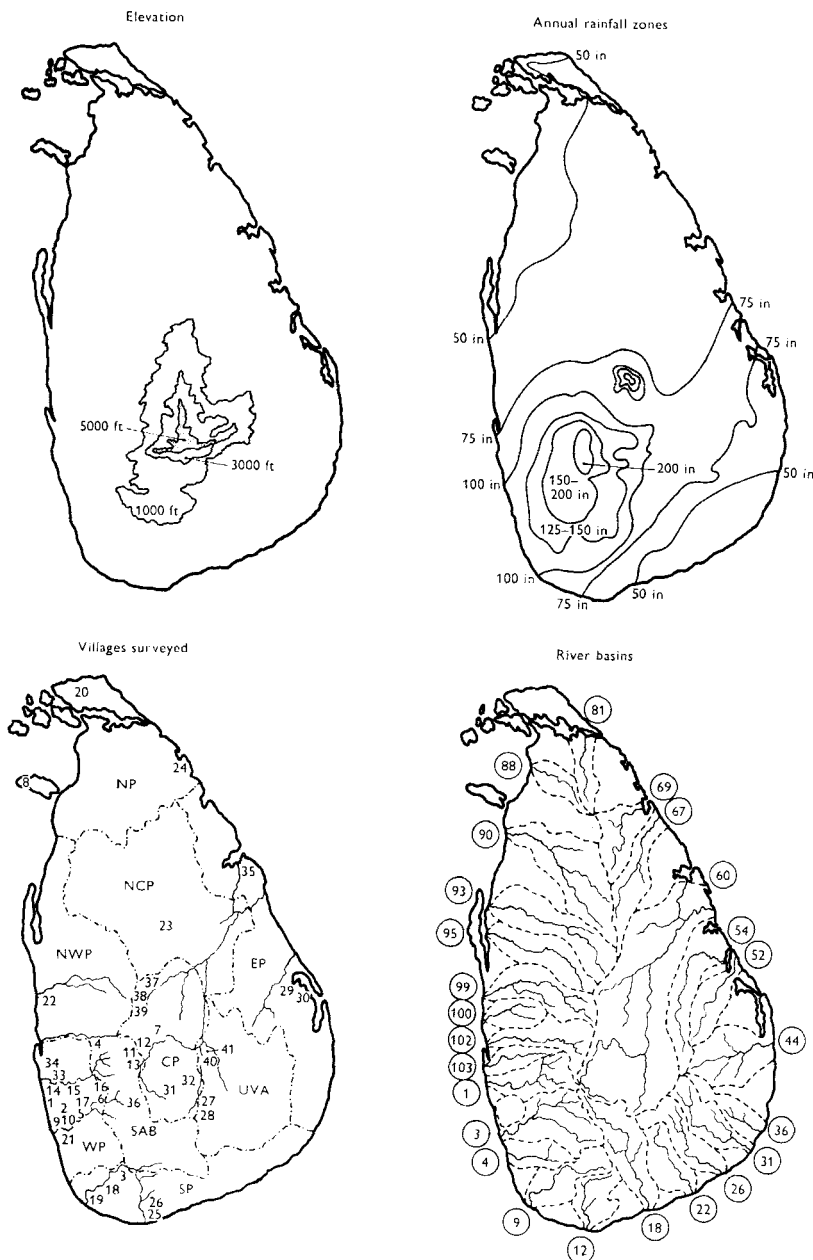 Elevation
5000 ft
3000 ft
1000 ft
Annual rainfall zones
50 in
75 in
75 in
50 in
75 in
100 in
200 in
150–
200 in
50 in
125–150 in
100 in
75 in
50 in
Villages surveyed
20
24
8
NP
35
NCP
23
NWP
EP
37
29
22
38
30
39
7
4
12
11
41
34
13
CP
40
33
14
15
16
32
UVA
1
31
2
17
6
36
27
9
10
5
28
21
WP
SAB
3
18
SP
19
26
25
River basins
81
88
69
67
90
60
93
95
54
52
99
100
102
44
103
1
3
36
4
31
26
9
22
18
12